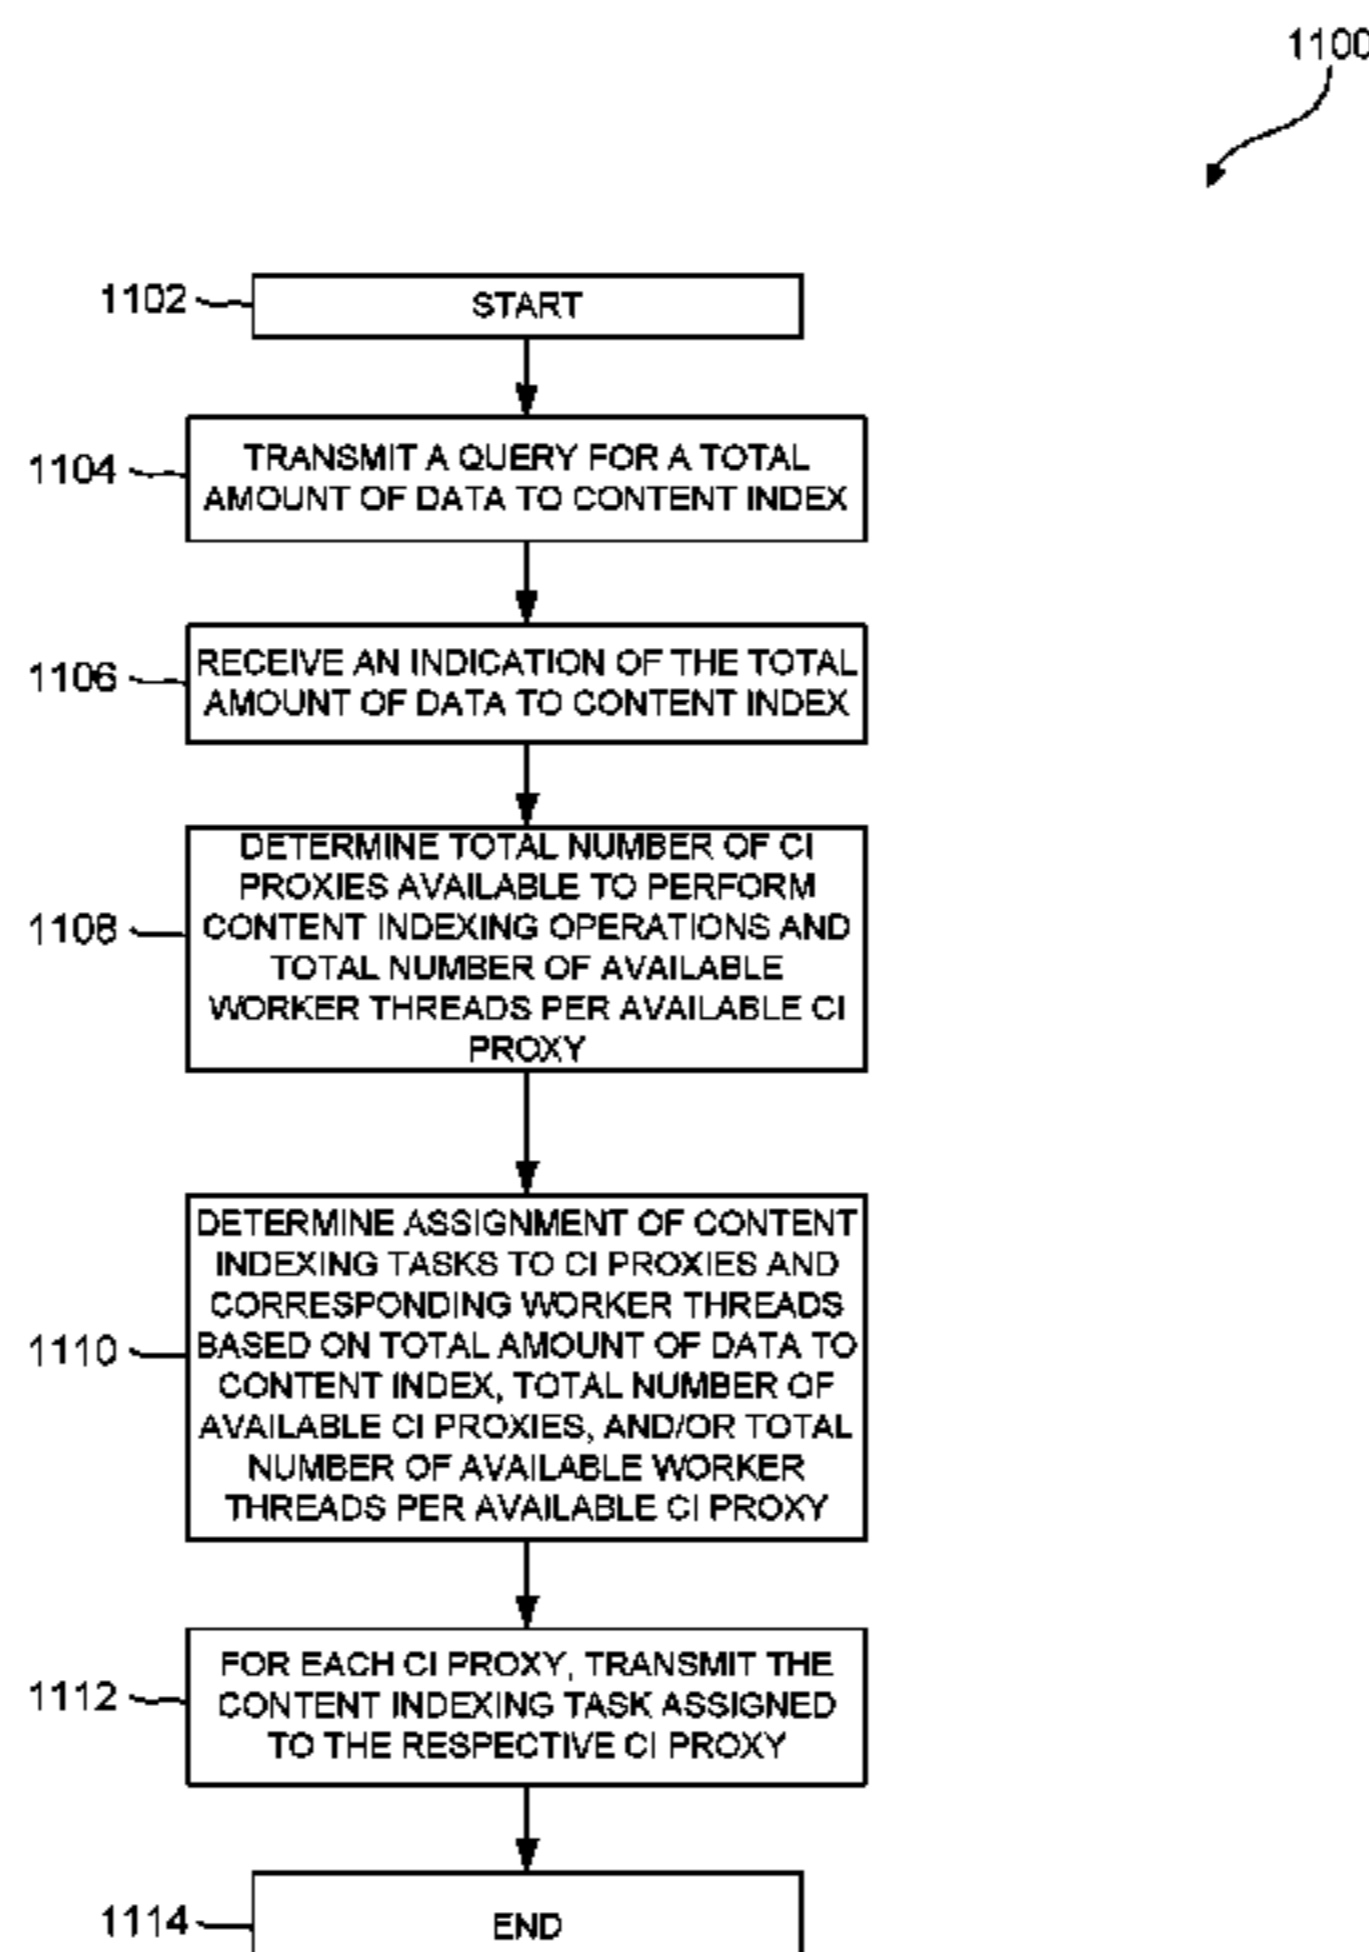 1100
1102
START
1104
TRANSMIT A QUERY FOR A TOTAL
AMOUNT OF DATA TO CONTENT INDEX
1106
RECEIVE AN INDICATION OF THE TOTAL
AMOUNT OF DATA TO CONTENT INDEX
1108
DETERMINE TOTAL NUMBER OF CI
PROXIES AVAILABLE TO PERFORM
CONTENT INDEXING OPERATIONS AND
TOTAL NUMBER OF AVAILABLE
WORKER THREADS PER AVAILABLE CI
PROXY
1110
DETERMINE ASSIGNMENT OF CONTENT
INDEXING TASKS TO CI PROXIES AND
CORRESPONDING WORKER THREADS
BASED ON TOTAL AMOUNT OF DATA TO
CONTENT INDEX, TOTAL NUMBER OF
AVAILABLE CI PROXIES, AND/OR TOTAL
NUMBER OF AVAILABLE WORKER
THREADS PER AVAILABLE CI PROXY
1112
FOR EACH CI PROXY, TRANSMIT THE
CONTENT INDEXING TASK ASSIGNED
TO THE RESPECTIVE CI PROXY
1114
END